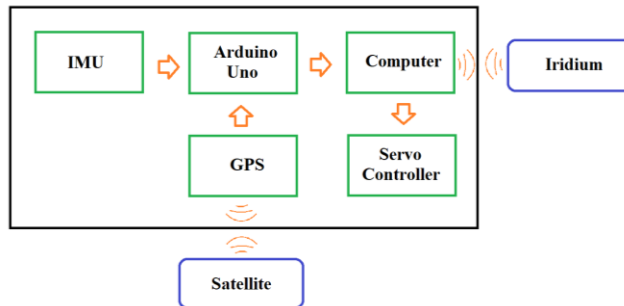 IMU
Arduino
Uno
Computer
Iridium
GPS
Servo
Controller
Satellite